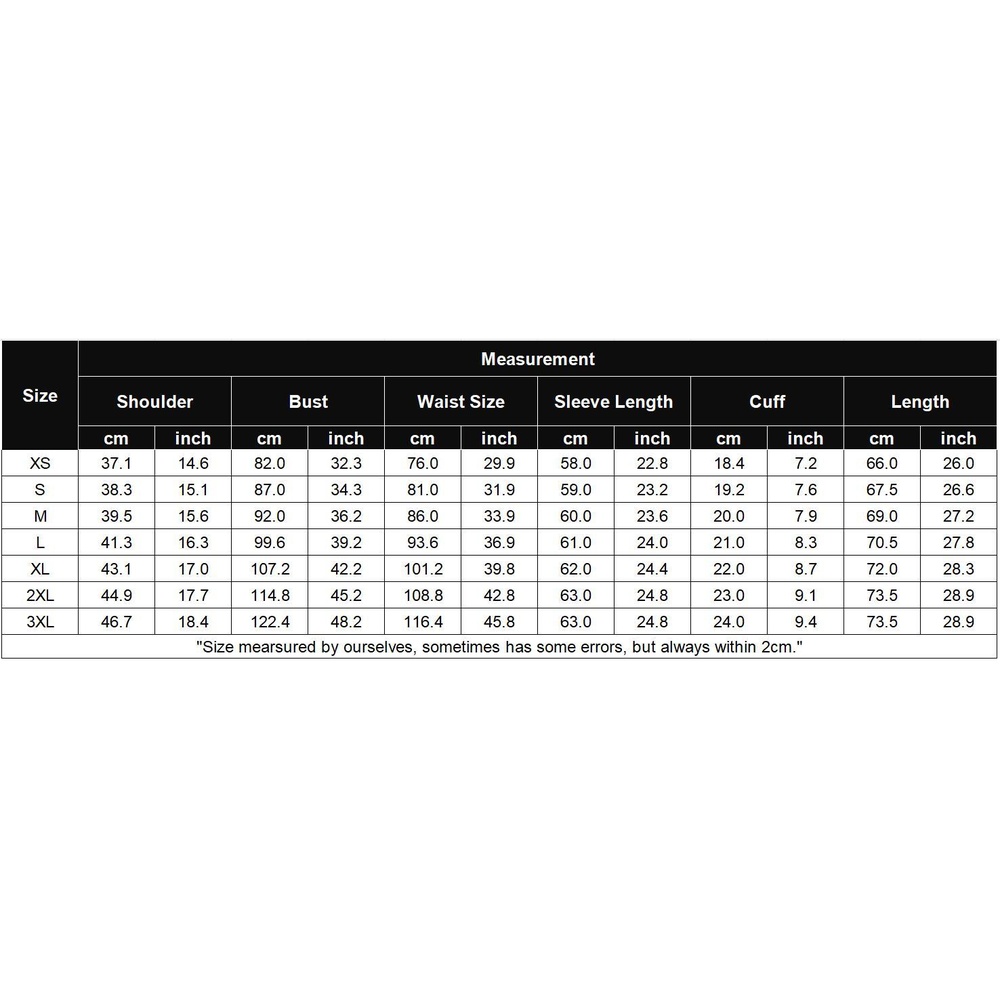 Measurement
Size
Shoulder Bust Waist Size Sleeve Length Cuff Length
cm inch cm inch cm inch cm inch cm inch cm inch
XS 37.1 14.6 82.0 32.3 76.0 29.9 58.0 22.8 18.4 7.2 66.0 26.0
S 38.3 15.1 87.0 34.3 81.0 31.9 59.0 23.2 19.2 7.6 67.5 26.6
M 39.5 15.6 92.0 36.2 86.0 33.9 60.0 23.6 20.0 7.9 69.0 27.2
L 41.3 16.3 99.6 39.2 93.6 36.9 61.0 24.0 21.0 8.3 70.5 27.8
XL 43.1 17.0 107.2 42.2 101.2 39.8 62.0 24.4 22.0 8.7 72.0 28.3
2XL 44.9 17.7 114.8 45.2 108.8 42.8 63.0 24.8 23.0 9.1 73.5 28.9
3XL 46.7 18.4 122.4 48.2 116.4 45.8 63.0 24.8 24.0 9.4 73.5 28.9
"Size mearsured by ourselves, sometimes has some errors, but always within 2cm."